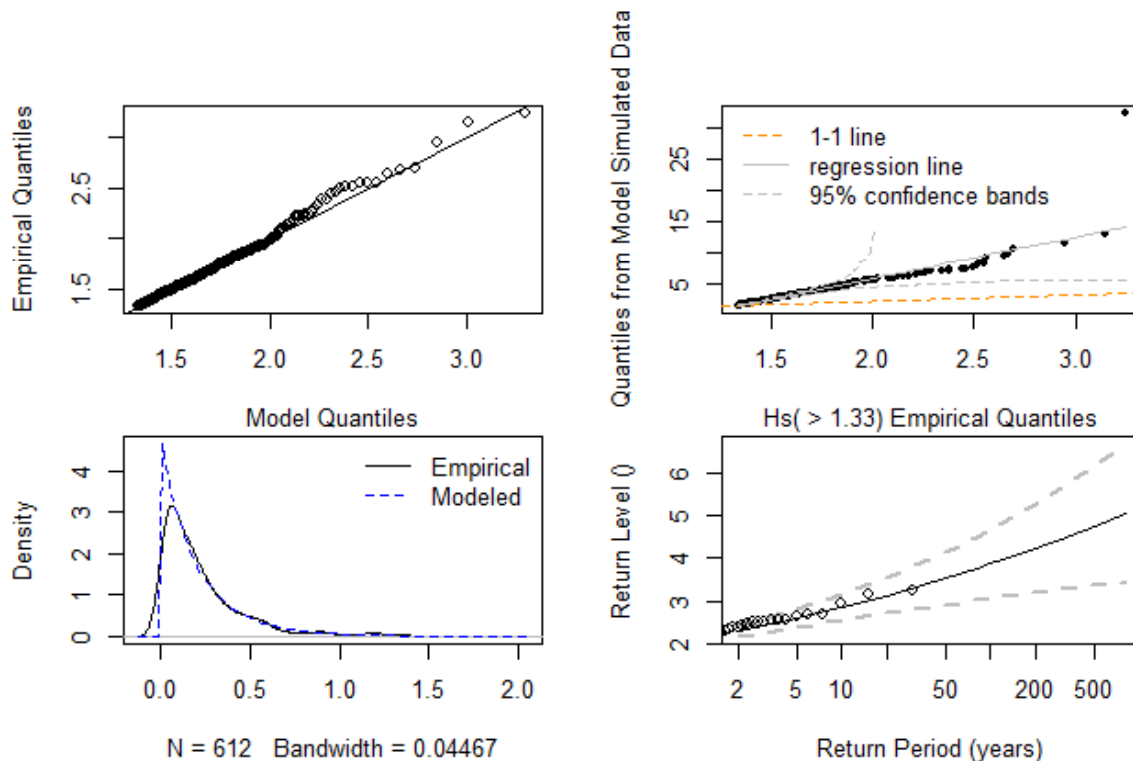 Empirical Quantiles
2.5
1.5
1.5
2.0
2.5
3.0
Model Quantiles
Quantiles from Model Simulated Data
25
15
5
1-1 line
regression line
95% confidence bands
1.5
2.0
2.5
3.0
Hs( > 1.33) Empirical Quantiles
Density
4
3
2
1
0
Empirical
Modeled
0.0
0.5
1.0
1.5
2.0
N = 612 Bandwidth = 0.04467
Return Level ()
6
5
4
3
2
2
5
10
50
200
500
Return Period (years)